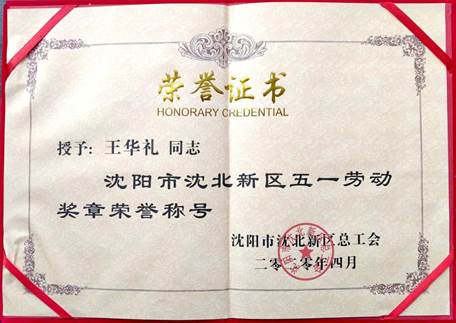 荣誉证书
HONORARY CREDENTIAL
授予：王华礼 同志
沈阳市沈北新区五一劳动
奖章荣誉称号
沈阳市沈北新区总工会
二零二零年四月